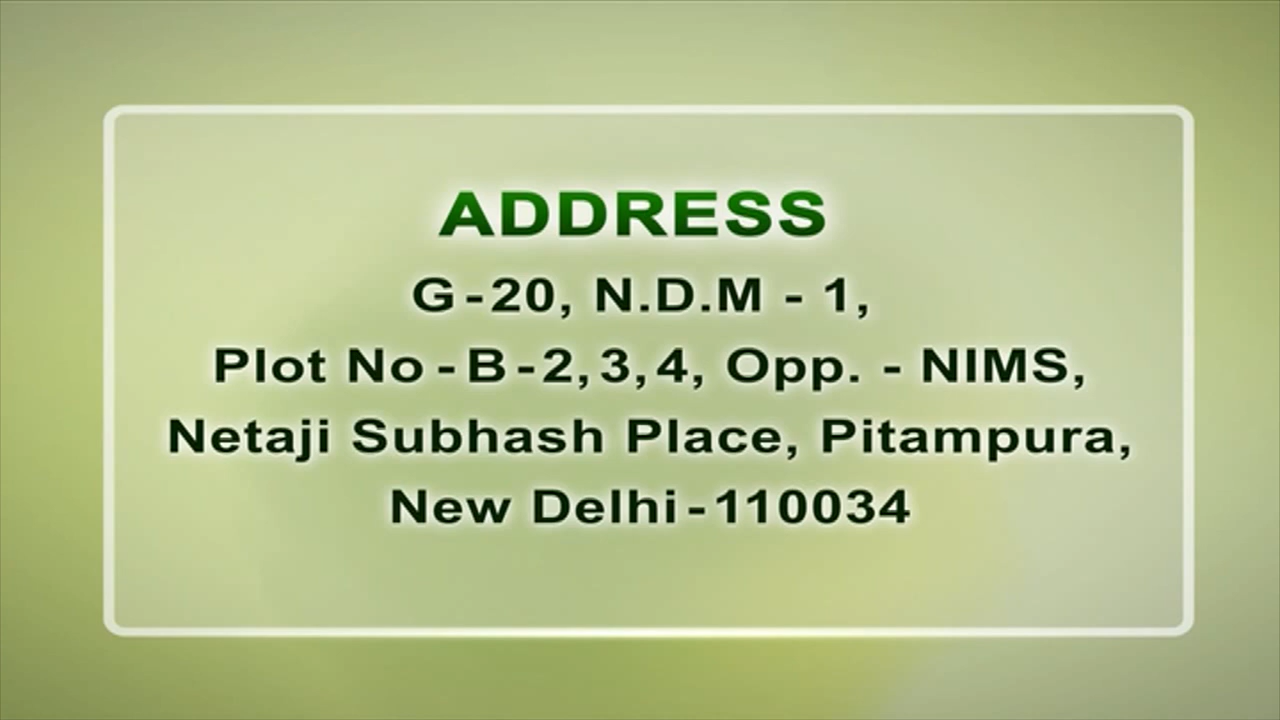 ADDRESS
G-20, N.D.M - 1,
Plot No-B-2,3,4, Opp. - NIMS,
Netaji Subhash Place, Pitampura,
New Delhi-110034